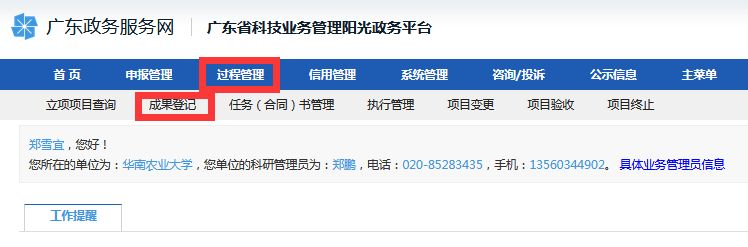 广东政务服务网 广东省科技业务管理阳光政务平台
首 页 申报管理 过程管理 信用管理 系统管理 咨询/投诉 公示信息 主菜单
立项项目查询 成果登记 任务（合同）书管理 执行管理 项目变更 项目验收 项目终止
郑雪宜，您好！
您所在的单位为：华南农业大学，您单位的科研管理员为：郑鹏，电话：020-85283435，手机：13560344902。 具体业务管理员信息
工作提醒